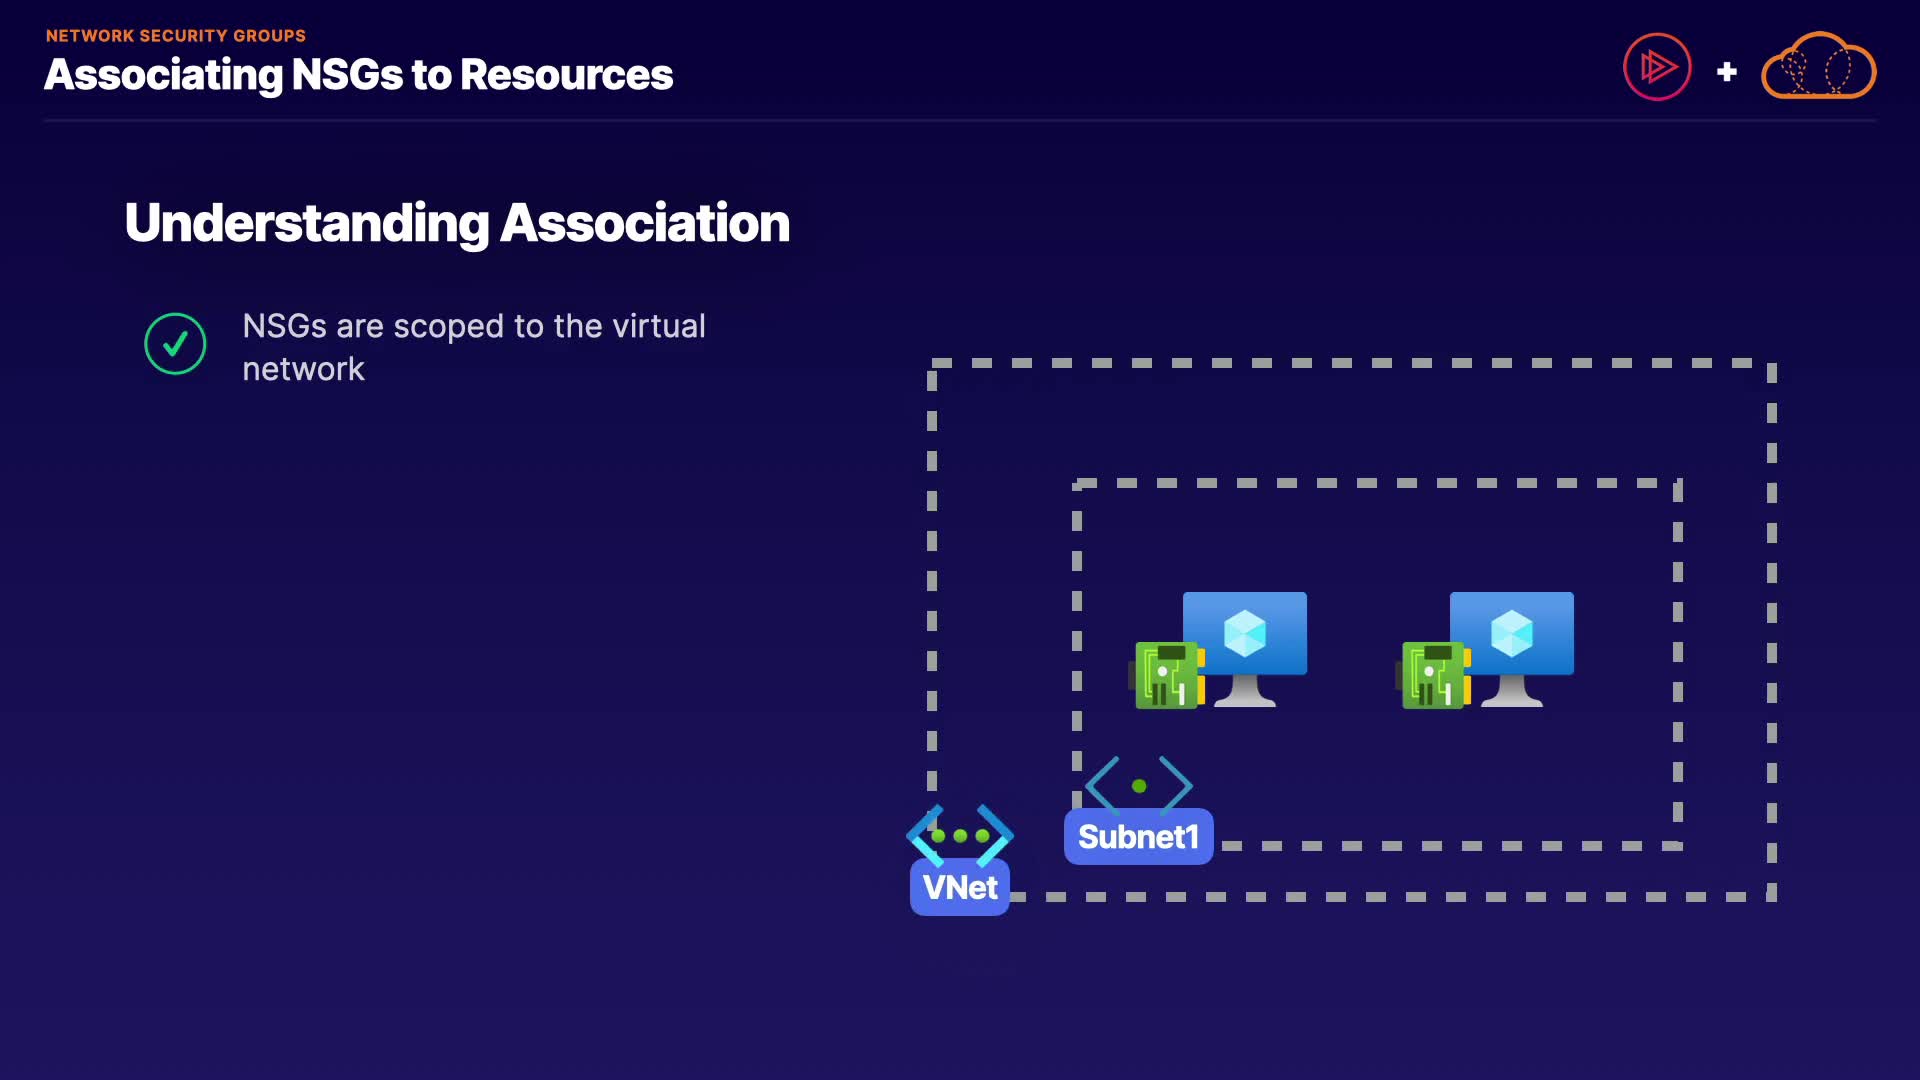 NETWORK SECURITY GROUPS
Associating NSGs to Resources
Understanding Association
NSGs are scoped to the virtual
network
Subnet1
VNet